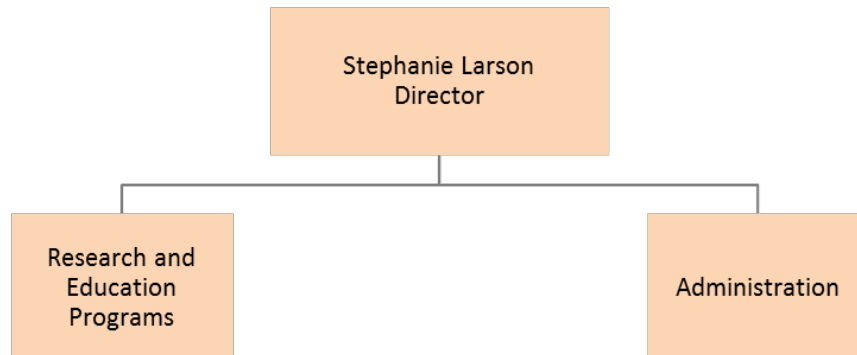 Stephanie Larson
Director
Research and
Education
Programs
Administration